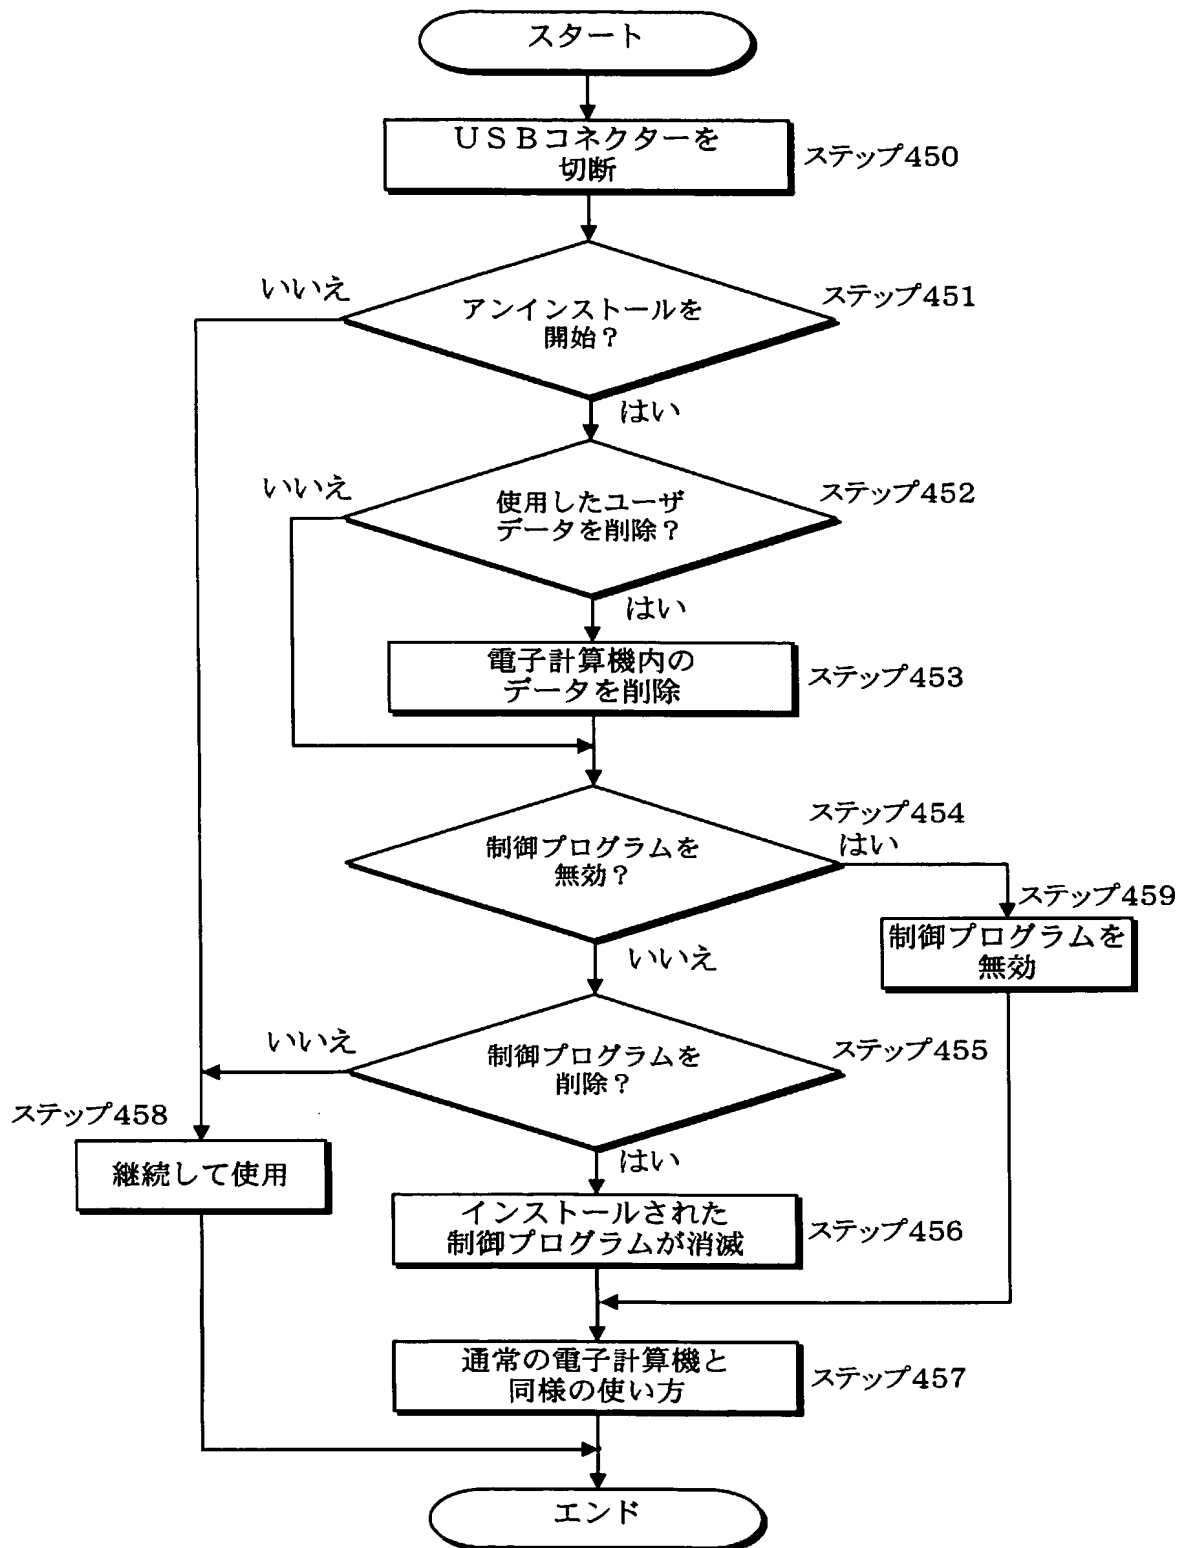 スタート
USBコネクターを
切断
ステップ450
いいえ
アンインストールを
開始?
ステップ451
はい
いいえ
使用したユーザ
データを削除?
ステップ452
はい
電子計算機内の
データを削除
ステップ453
制御プログラムを
無効?
ステップ454
はい
ステップ459
制御プログラムを
無効
いいえ
いいえ
制御プログラムを
削除?
ステップ455
ステップ458
継続して使用
はい
インストールされた
制御プログラムが消滅
ステップ456
通常の電子計算機と
同様の使い方
ステップ457
エンド